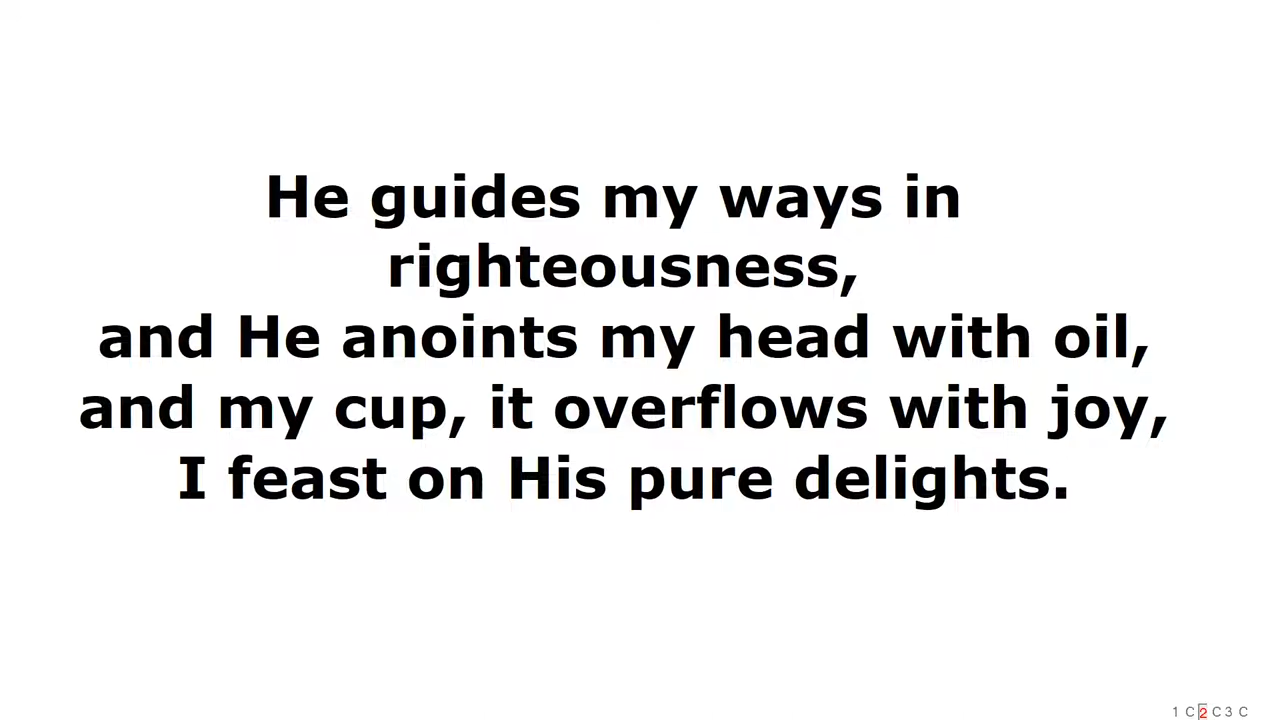 He guides my ways in
righteousness,
and He anoints my head with oil,
and my cup, it overflows with joy,
I feast on His pure delights.
1 C 2 C 3 C